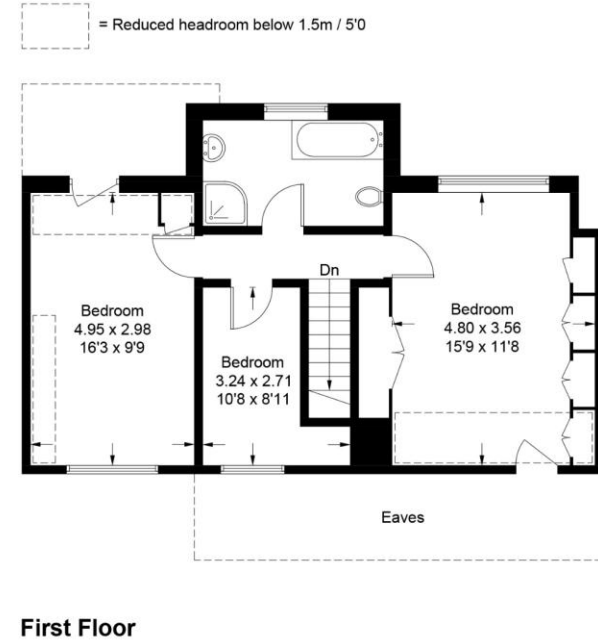 = Reduced headroom below 1.5m / 5'0
Dn
Bedroom
4.95 x 2.98
16'3 x 9'9
Bedroom
4.80 x 3.56
15'9 x 11'8
Bedroom
3.24 x 2.71
10'8 x 8'11
Eaves
First Floor